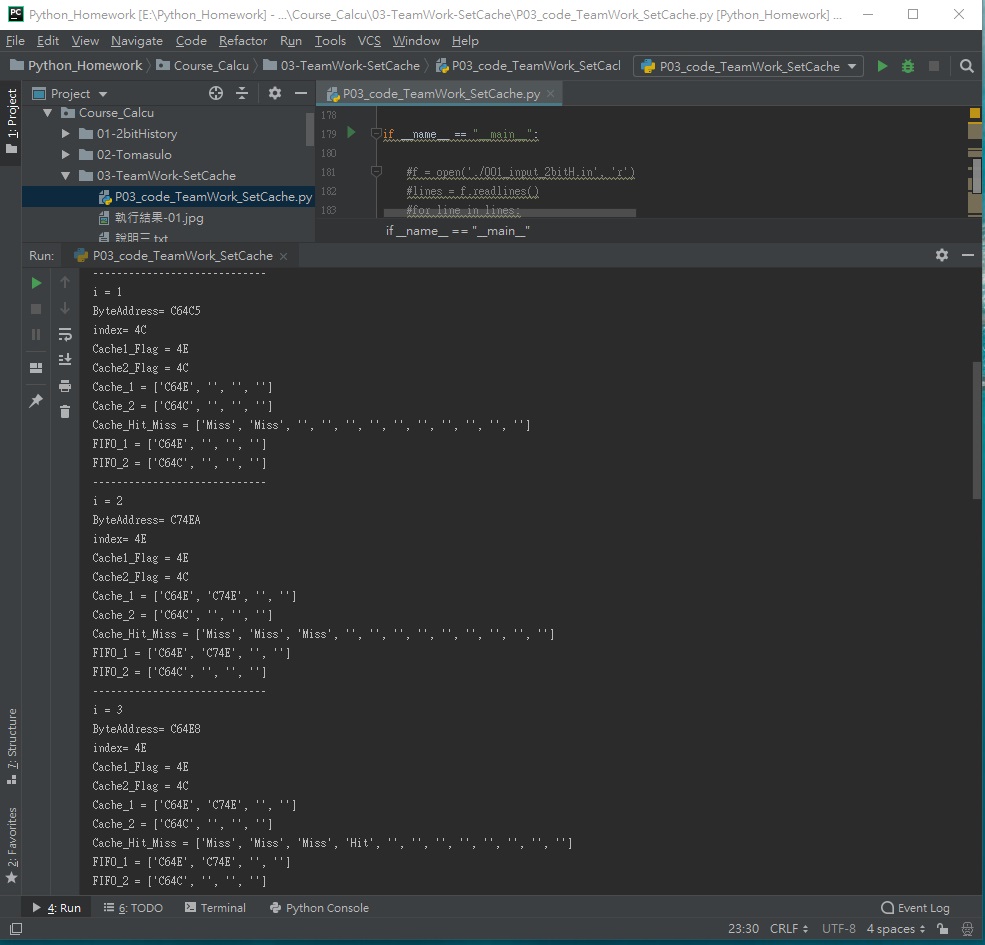 Python_Homework [E:\Python_Homework] - ...\Course_Calcu\03-TeamWork-SetCache\P03_code_TeamWork_SetCache.py [Python_Homework] ...
File Edit View Navigate Code Refactor Run Tools VCS Window Help
Python_Homework Course_Calcu 03-TeamWork-SetCache P03_code_TeamWork_SetCacl P03_code_TeamWork_SetCache
1: Project
Project
P03_code_TeamWork_SetCache.py
Course_Calcu
01-2bitHistory
02-Tomasulo
03-TeamWork-SetCache
P03_code_TeamWork_SetCache.py
執行結果-01.jpg
說明三.txt
178
179 if __name__ == "__main__":
180
181 #f = open('./001_input_2bitH.in', 'r')
182 #lines = f.readlines()
183 #for line in lines:
if __name__ == "__main__"
Run: P03_code_TeamWork_SetCache
-----------------------------
i = 1
ByteAddress= C64C5
index= 4C
Cache1_Flag = 4E
Cache2_Flag = 4C
Cache_1 = ['C64E', '', '', '']
Cache_2 = ['C64C', '', '', '']
Cache_Hit_Miss = ['Miss', 'Miss', '', '', '', '', '', '', '', '', '', '']
FIFO_1 = ['C64E', '', '', '']
FIFO_2 = ['C64C', '', '', '']
-----------------------------
i = 2
ByteAddress= C74EA
index= 4E
Cache1_Flag = 4E
Cache2_Flag = 4C
Cache_1 = ['C64E', 'C74E', '', '']
Cache_2 = ['C64C', '', '', '']
Cache_Hit_Miss = ['Miss', 'Miss', 'Miss', '', '', '', '', '', '', '', '', '']
FIFO_1 = ['C64E', 'C74E', '', '']
FIFO_2 = ['C64C', '', '', '']
-----------------------------
i = 3
ByteAddress= C64E8
index= 4E
Cache1_Flag = 4E
Cache2_Flag = 4C
Cache_1 = ['C64E', 'C74E', '', '']
Cache_2 = ['C64C', '', '', '']
Cache_Hit_Miss = ['Miss', 'Miss', 'Miss', 'Hit', '', '', '', '', '', '', '', '']
FIFO_1 = ['C64E', 'C74E', '', '']
FIFO_2 = ['C64C', '', '', '']
7: Structure
2: Favorites
4: Run 6: TODO Terminal Python Console Event Log
23:30 CRLF UTF-8 4 spaces